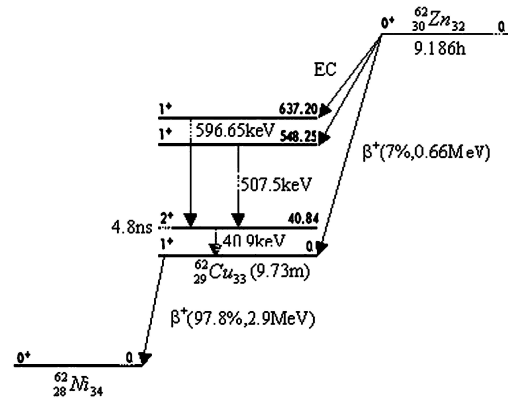 0⁺ ⁶²₃₀Zn₃₂ 0
9.186h
EC
1⁺ 637.20
596.65keV
1⁺ 548.25
β⁺(7%,0.66MeV)
507.5keV
2⁺ 40.84
4.8ns
40.9keV
1⁺ 0
⁶²₂₉Cu₃₃(9.73m)
β⁺(97.8%,2.9MeV)
0⁺ 0
⁶²₂₈Ni₃₄